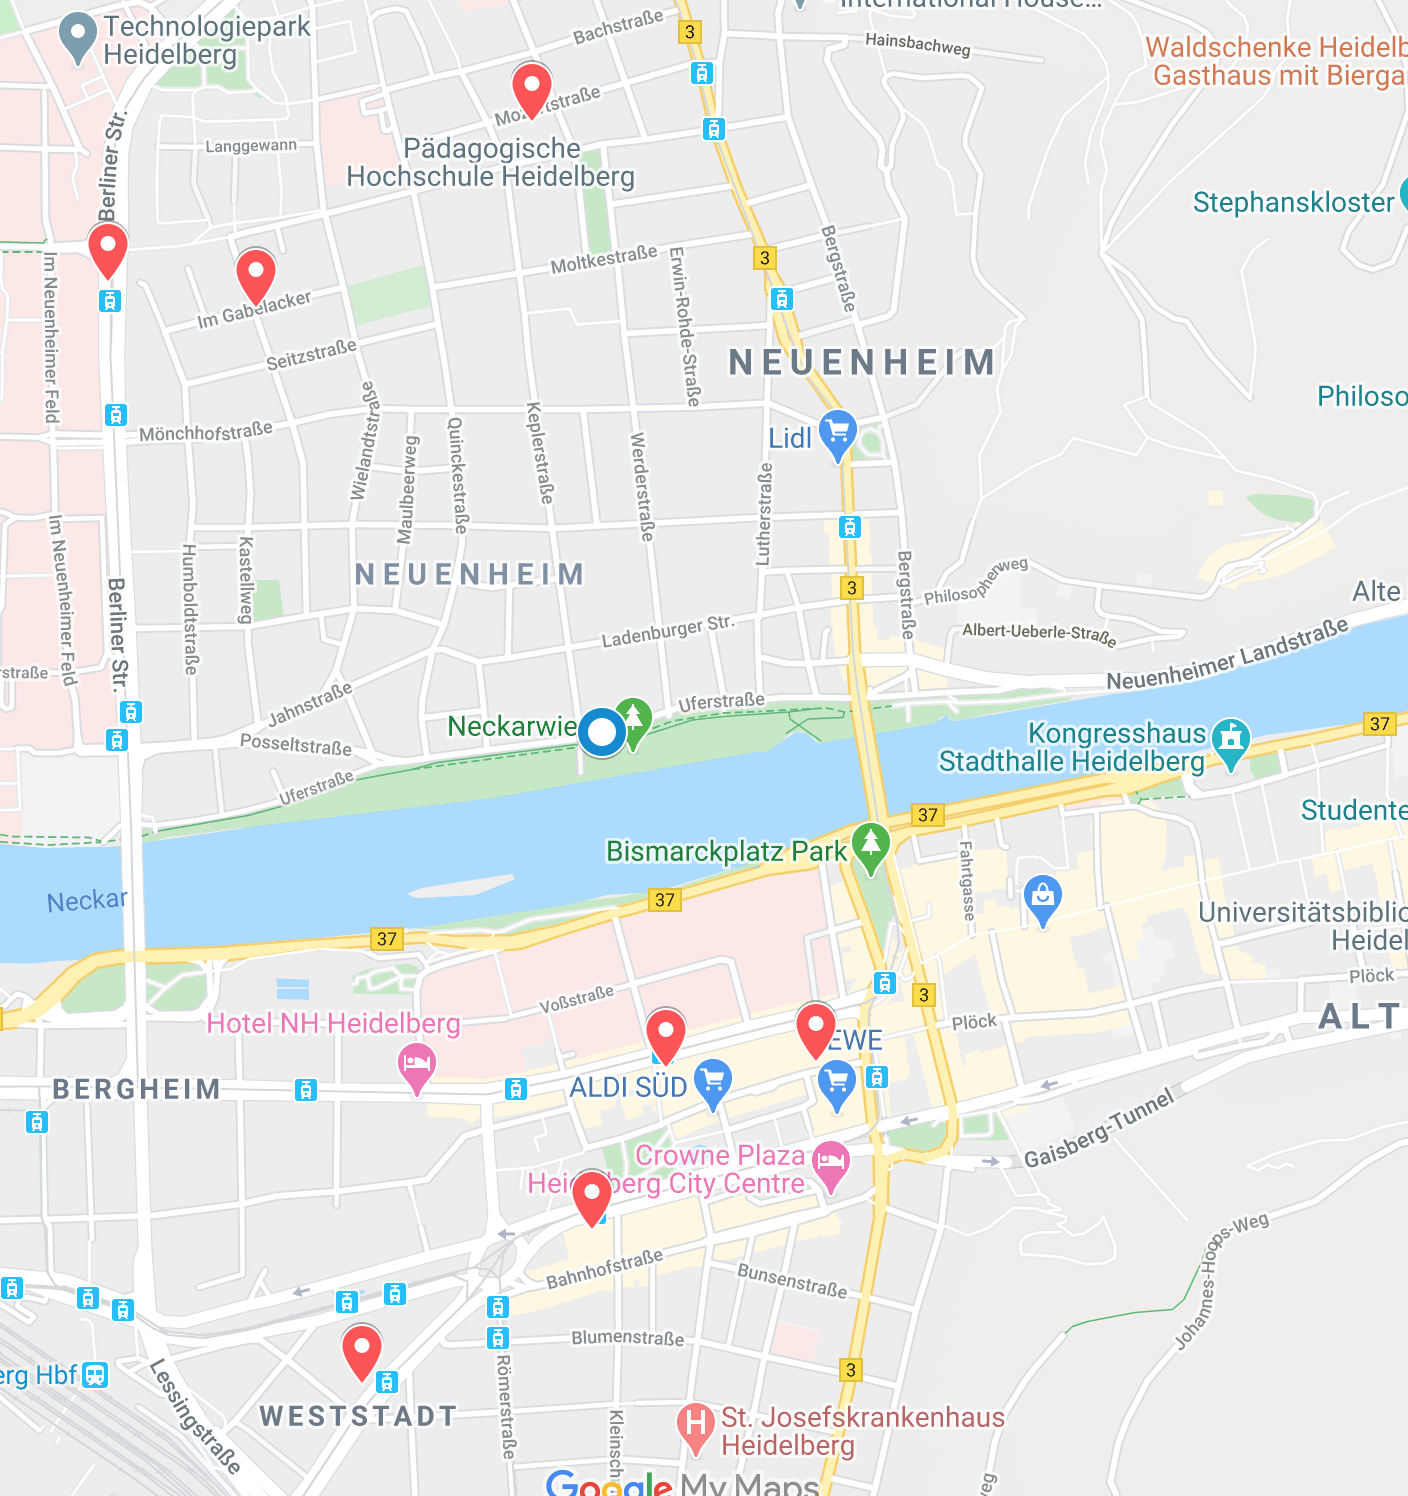 International House...
Technologiepark
Heidelberg
Bachstraße
3
Hainsbachweg
Waldschenke Heidelb
Gasthaus mit Bierga
Berliner Str.
Langgewann
Pädagogische
Hochschule Heidelberg
Stephanskloster
Im Neuenheimer Feld
Im Gabelacker
Moltkestraße
Erwin-Rohde-Straße
3
Bergstraße
Seitzstraße
NEUENHEIM
Philoso
Mönchhofstraße
Wielandtstraße
Maulbeerweg
Quinckestraße
Keplerstraße
Werderstraße
Lutherstraße
Lidl
Im Neuenheimer Feld
Berliner Str.
Humboldtstraße
Kastellweg
NEUENHEIM
3
Bergstraße
Philosophenweg
Alte
Ladenburger Str.
Albert-Ueberle-Straße
Neuenheimer Landstraße
rstraße
Jahnstraße
Uferstraße
Neckarwie
Posseltstraße
Uferstraße
Kongresshaus
Stadthalle Heidelberg
37
37
Studente
Bismarckplatz Park
Fahrtgasse
Neckar
37
37
Universitätsbiblio
Heidel
Voßstraße
3
Plöck
Plöck
ALT
Hotel NH Heidelberg
EWE
BERGHEIM
ALDI SÜD
Gaisberg-Tunnel
Crowne Plaza
Heidelberg City Centre
Bahnhofstraße
Bunsenstraße
Johannes-Hoops-Weg
Blumenstraße
3
erg Hbf
Lessingstraße
WESTSTADT
Römerstraße
Kleinsch
St. Josefskrankenhaus
Heidelberg
weg
Google My Maps